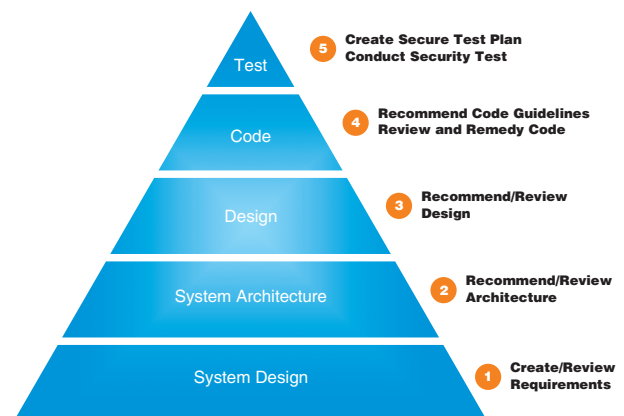 Test
5
Create Secure Test Plan
Conduct Security Test
Code
4
Recommend Code Guidelines
Review and Remedy Code
Design
3
Recommend/Review
Design
System Architecture
2
Recommend/Review
Architecture
System Design
1
Create/Review
Requirements